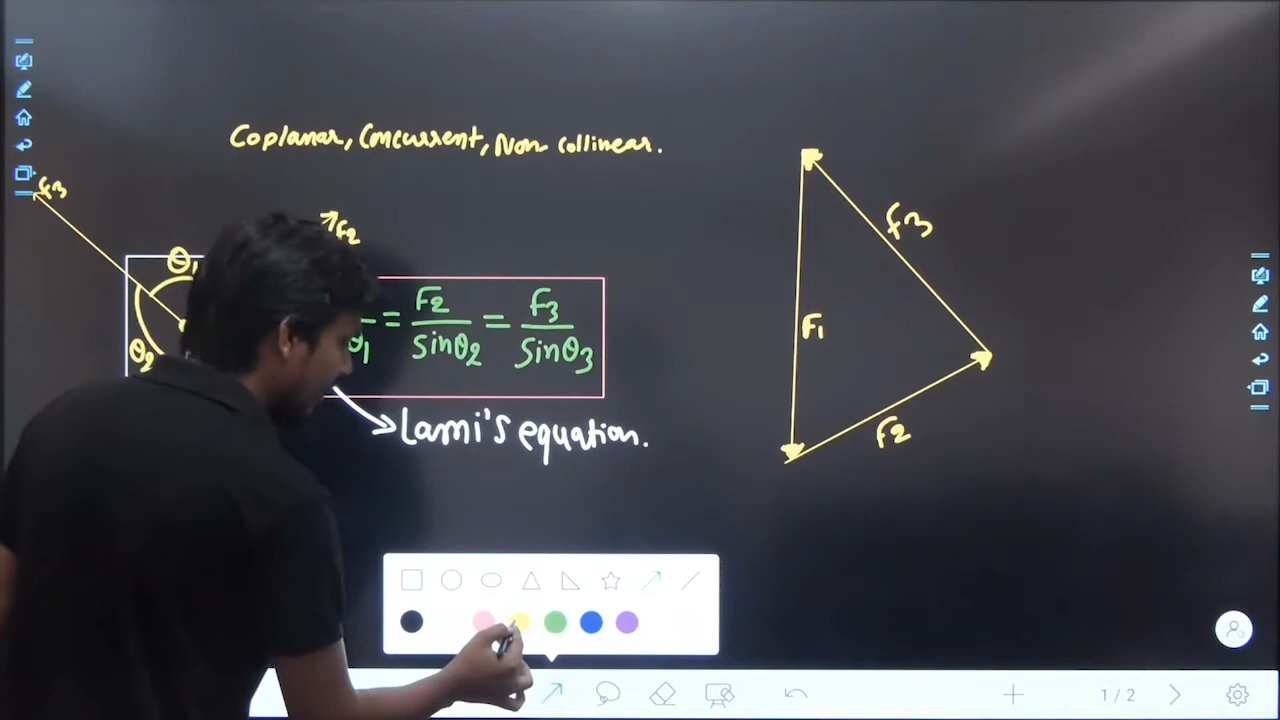 Coplanar, Concurrent, Non collinear.
f3
f2
θ1
θ2
θ1 = F2/sinθ2 = F3/sinθ3
Lami's equation.
f3
F1
F2
1 / 2